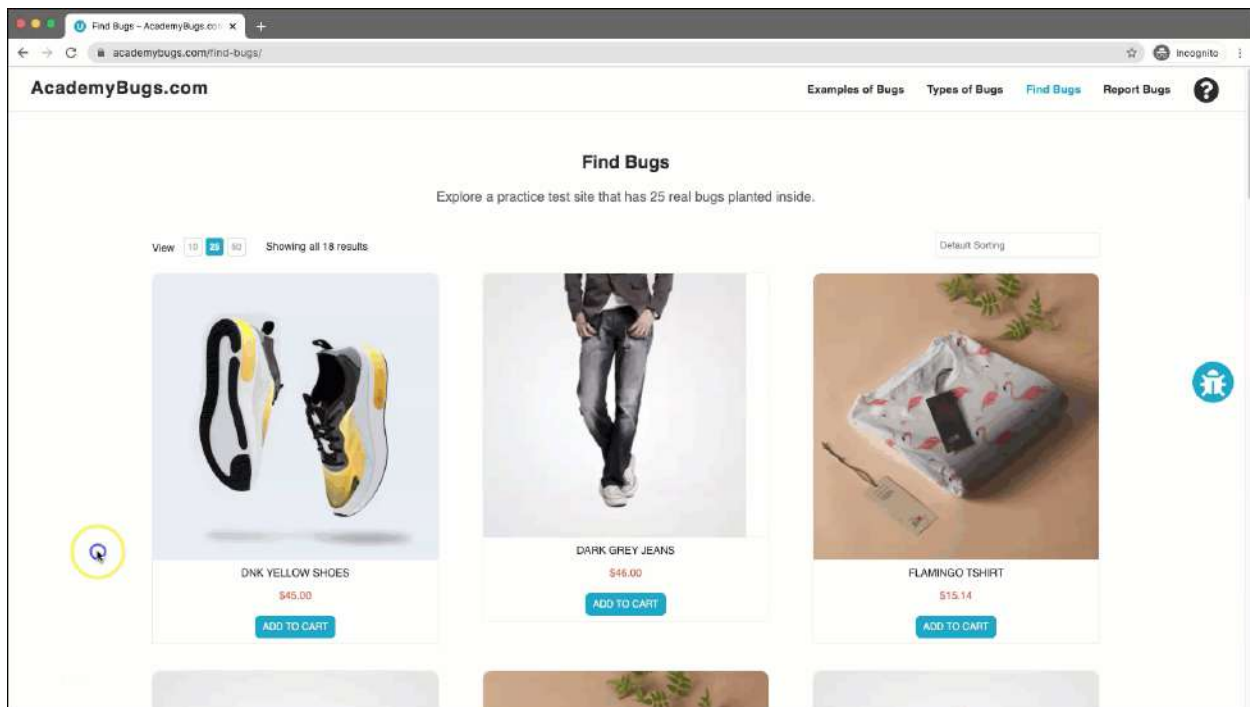 Find Bugs – AcademyBugs.com
academybugs.com/find-bugs/
Incognito
AcademyBugs.com
Examples of Bugs Types of Bugs Find Bugs Report Bugs
Find Bugs
Explore a practice test site that has 25 real bugs planted inside.
View 10 25 50 Showing all 18 results Default Sorting
DNK YELLOW SHOES
$45.00
ADD TO CART
DARK GREY JEANS
$46.00
ADD TO CART
FLAMINGO TSHIRT
$15.14
ADD TO CART